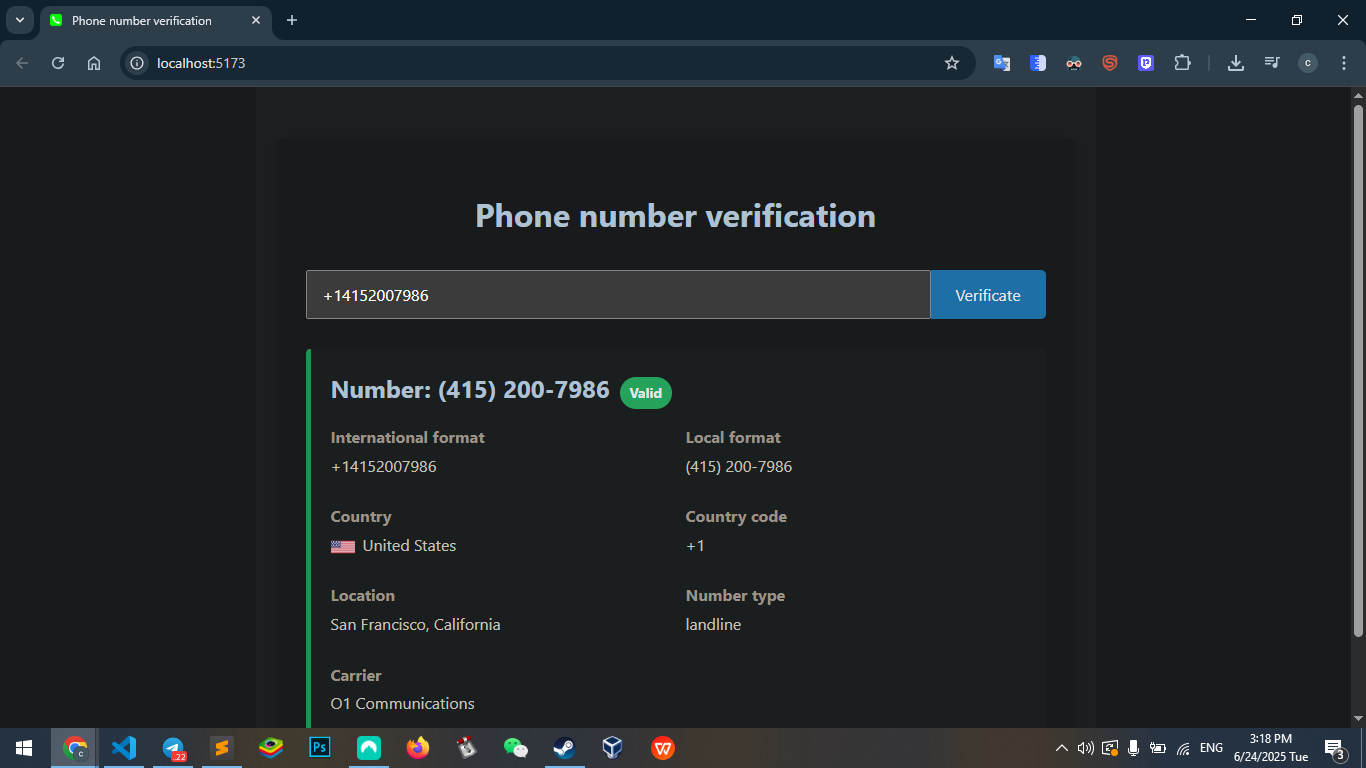 Phone number verification
localhost:5173
c
Phone number verification
+14152007986
Verificate
Number: (415) 200-7986 Valid
International format
+14152007986
Local format
(415) 200-7986
Country
United States
Country code
+1
Location
San Francisco, California
Number type
landline
Carrier
O1 Communications
c
22
Ps
W
ENG
3:18 PM
6/24/2025 Tue
3